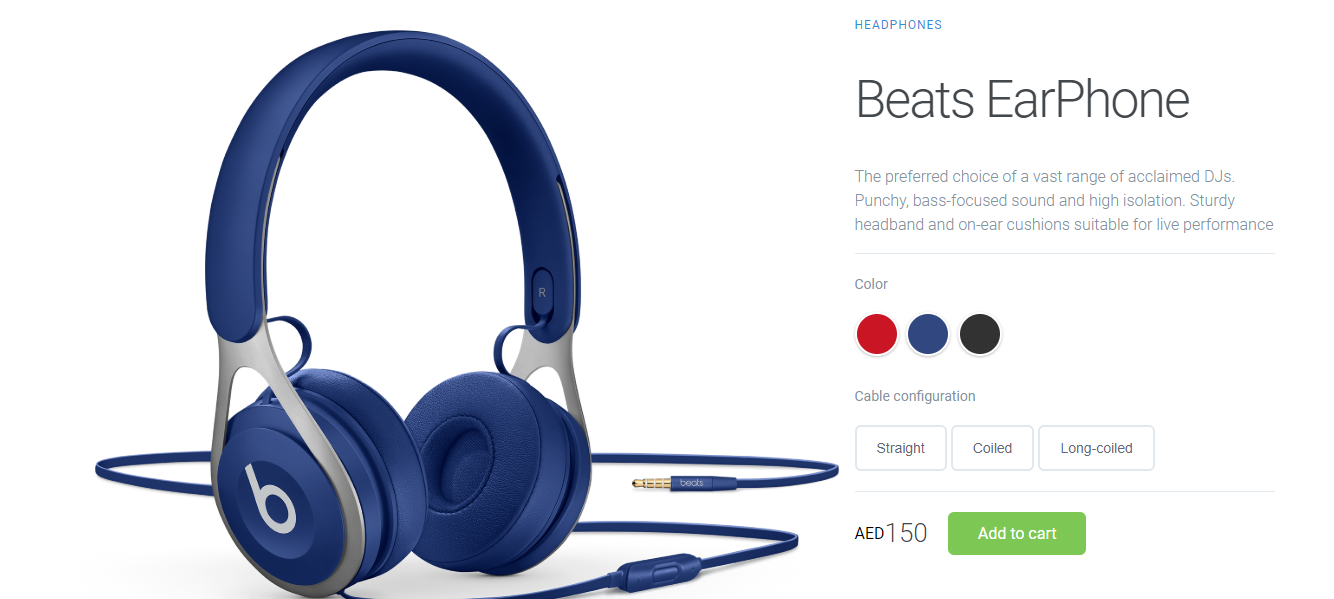 HEADPHONES
Beats EarPhone
The preferred choice of a vast range of acclaimed DJs.
Punchy, bass-focused sound and high isolation. Sturdy
headband and on-ear cushions suitable for live performance
Color
R
Cable configuration
Straight Coiled Long-coiled
beats
b
AED150 Add to cart